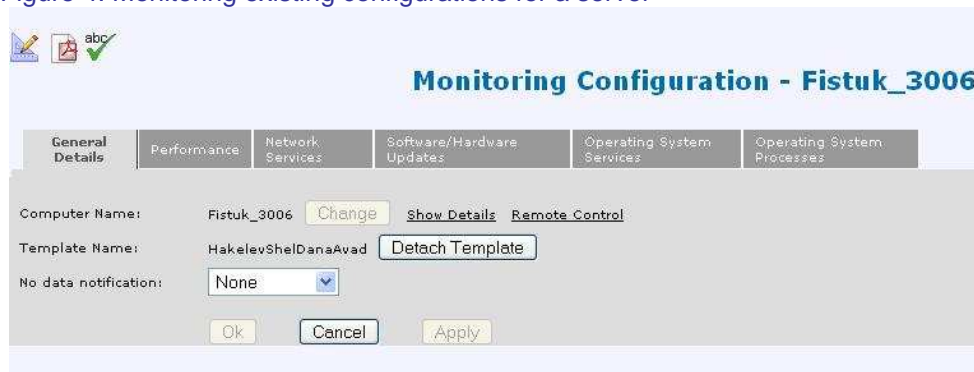 Figure 4: Monitoring existing configurations for a server
abc
Monitoring Configuration - Fistuk_3006
General Details
Performance
Network Services
Software/Hardware Updates
Operating System Services
Operating System Processes
Computer Name: Fistuk_3006 Change Show Details Remote Control
Template Name: HakelevShelDanaAvad Detach Template
No data notification: None
Ok Cancel Apply